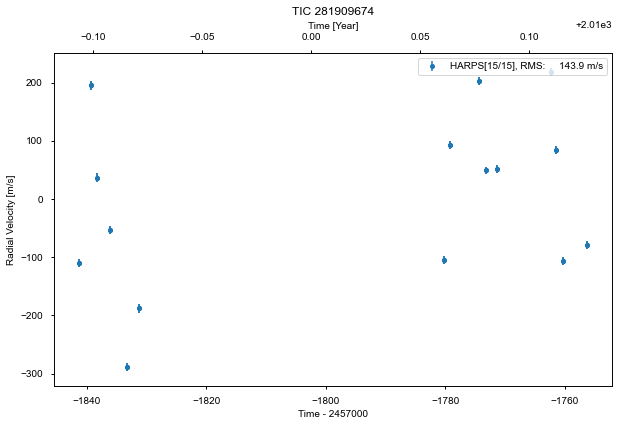 TIC 281909674
Time [Year]
−0.10 −0.05 0.00 0.05 0.10
+2.01e3
HARPS[15/15], RMS: 143.9 m/s
Radial Velocity [m/s]
200
100
0
−100
−200
−300
−1840 −1820 −1800 −1780 −1760
Time - 2457000